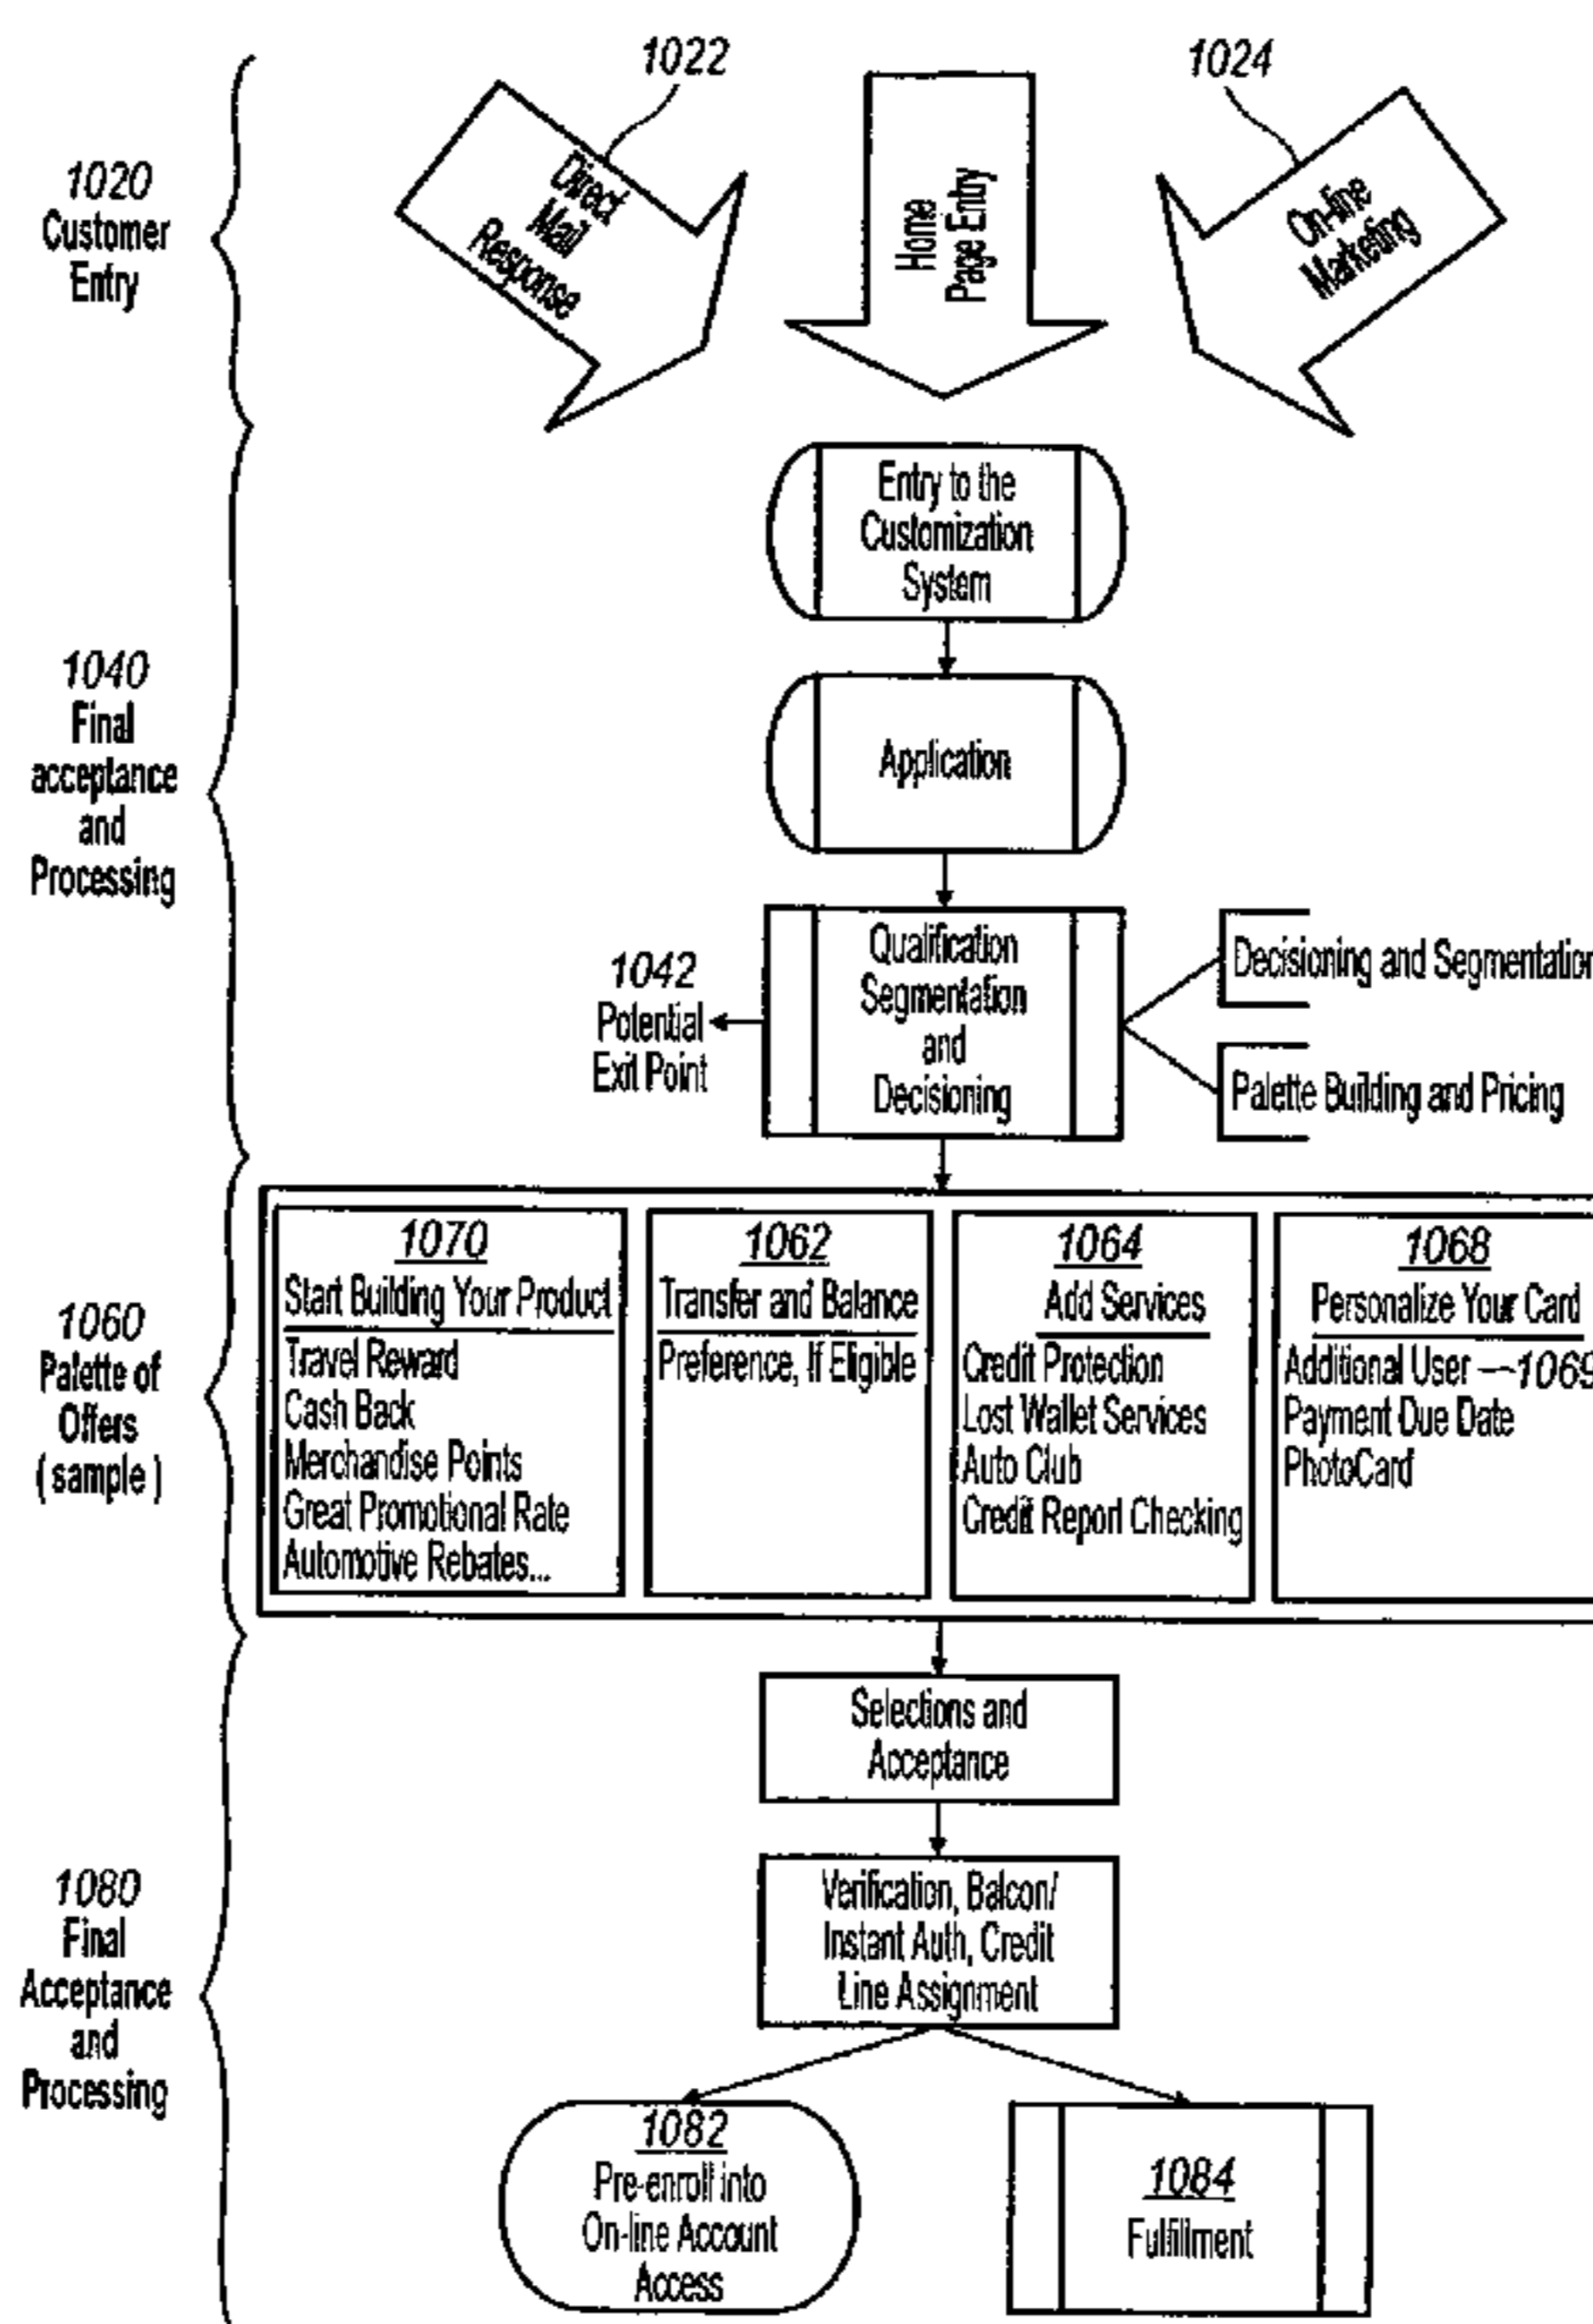 1022
1024
1020
Customer
Entry
Direct
Mail
Response
Home
Page Entry
On-line
Marketing
Entry to the
Customization
System
1040
Final
acceptance
and
Processing
Application
Qualification
Segmentation
and
Decisioning
1042
Potential
Exit Point
Decisioning and Segmentation
Palette Building and Pricing
1060
Palette of
Offers
( sample )
1070
Start Building Your Product
Travel Reward
Cash Back
Merchandise Points
Great Promotional Rate
Automotive Rebates...
1062
Transfer and Balance
Preference, If Eligible
1064
Add Services
Credit Protection
Lost Wallet Services
Auto Club
Credit Report Checking
1068
Personalize Your Card
Additional User — 1069
Payment Due Date
PhotoCard
Selections and
Acceptance
1080
Final
Acceptance
and
Processing
Verification, Balcon/
Instant Auth, Credit
Line Assignment
1082
Pre-enroll into
On-line Account
Access
1084
Fulfillment